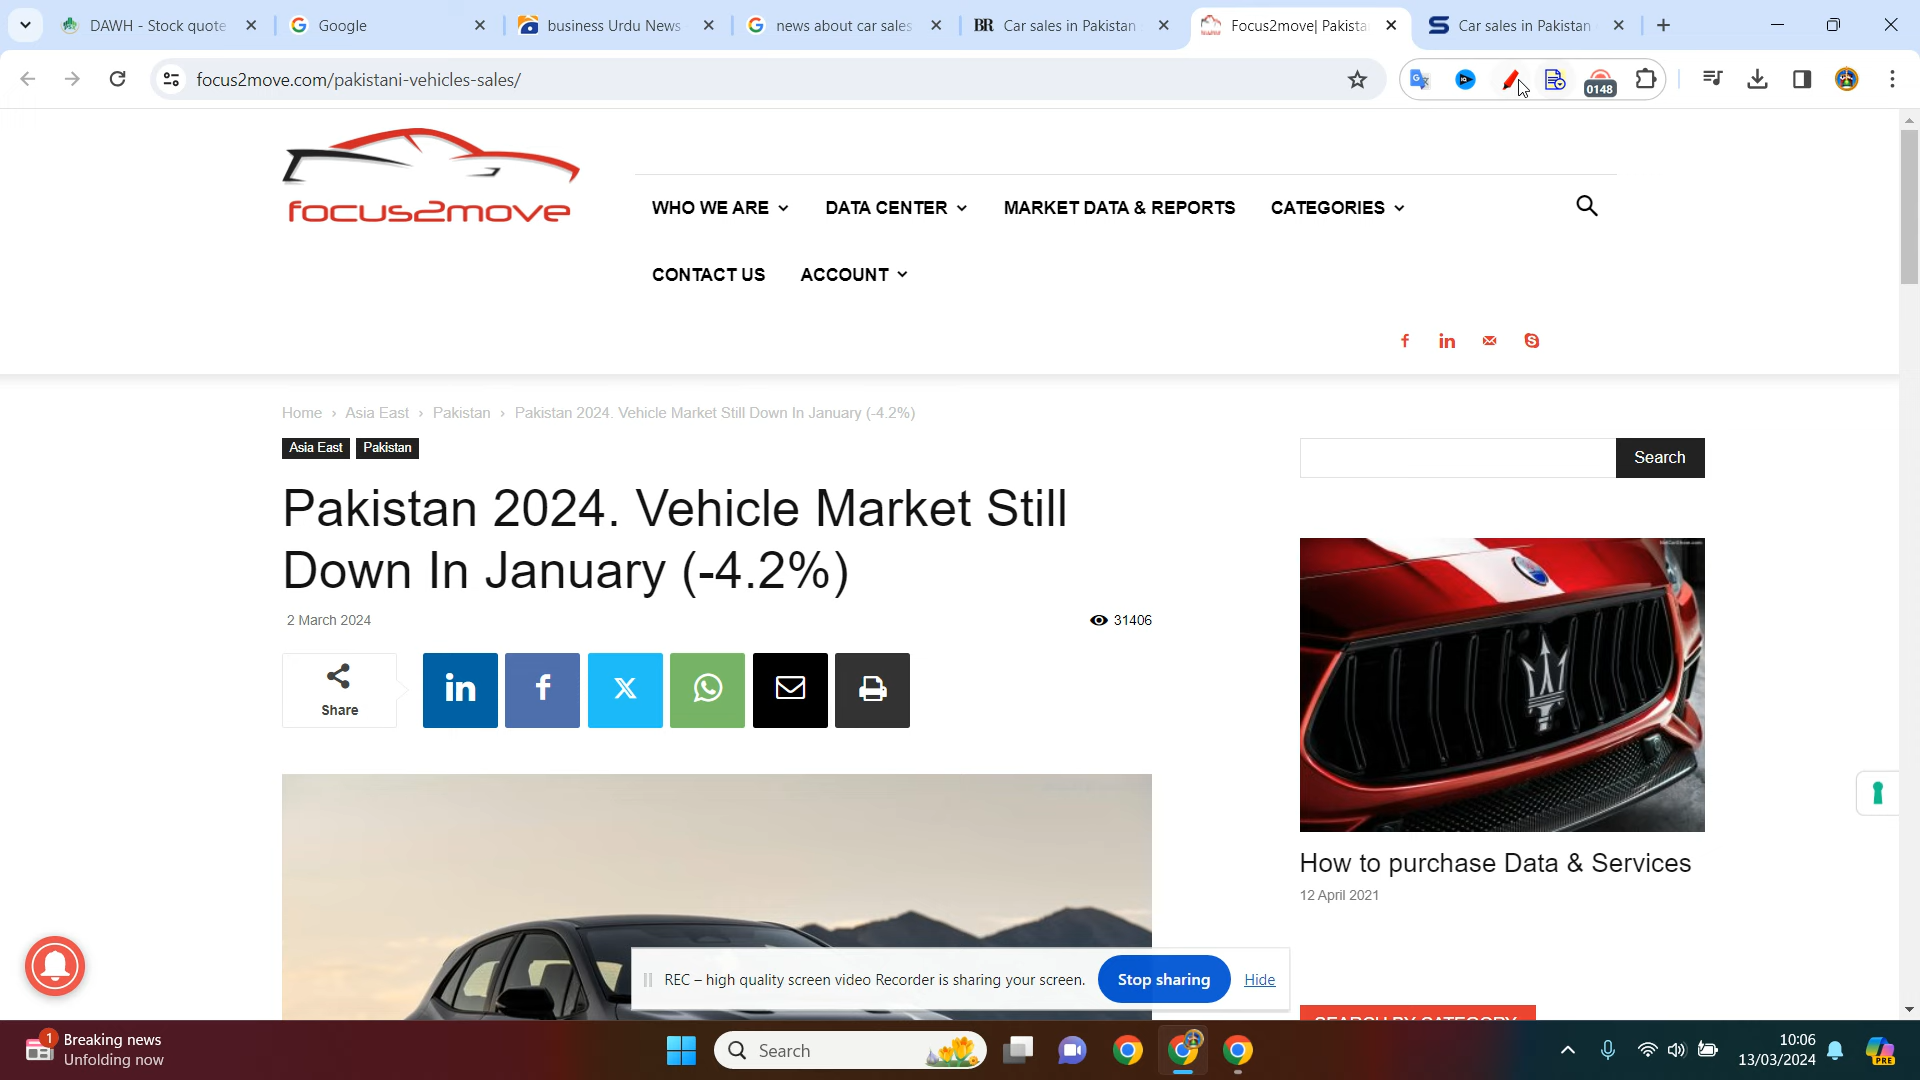 DAWH - Stock quote
Google
business Urdu News
news about car sales
BR Car sales in Pakistan
Focus2move| Pakista
Car sales in Pakistan
focus2move.com/pakistani-vehicles-sales/
0148
focus2move
WHO WE ARE
DATA CENTER
MARKET DATA & REPORTS
CATEGORIES
CONTACT US
ACCOUNT
Home › Asia East › Pakistan › Pakistan 2024. Vehicle Market Still Down In January (-4.2%)
Asia East
Pakistan
Search
Pakistan 2024. Vehicle Market Still
Down In January (-4.2%)
2 March 2024
31406
Share
How to purchase Data & Services
12 April 2021
REC – high quality screen video Recorder is sharing your screen.
Stop sharing
Hide
SEARCH BY CATEGORY
1
Breaking news
Unfolding now
Search
10:06
13/03/2024
PRE